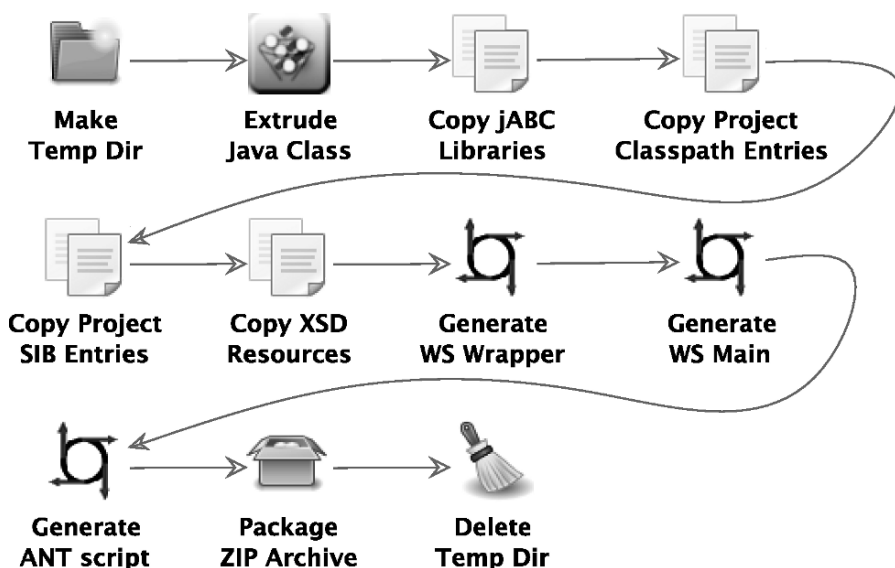 Make
Temp Dir
Extrude
Java Class
Copy jABC
Libraries
Copy Project
Classpath Entries
Copy Project
SIB Entries
Copy XSD
Resources
Generate
WS Wrapper
Generate
WS Main
Generate
ANT script
Package
ZIP Archive
Delete
Temp Dir